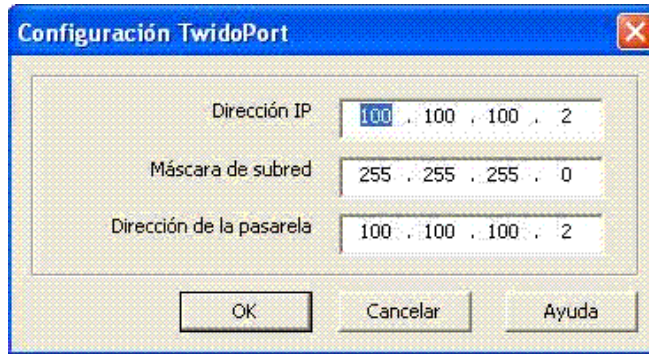 Configuración TwidoPort
Dirección IP 100 . 100 . 100 . 2
Máscara de subred 255 . 255 . 255 . 0
Dirección de la pasarela 100 . 100 . 100 . 2
OK Cancelar Ayuda